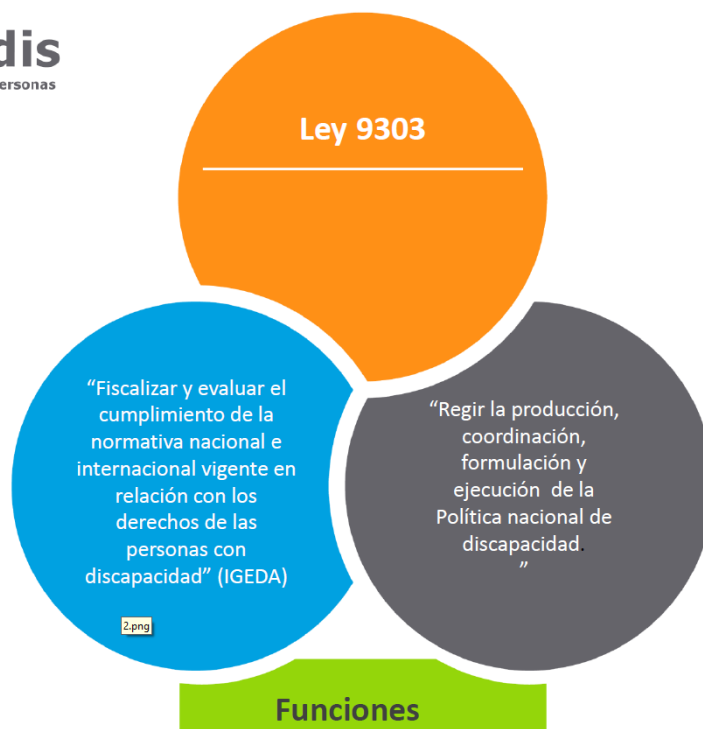 dis
ersonas
Ley 9303
“Fiscalizar y evaluar el
cumplimiento de la
normativa nacional e
internacional vigente en
relación con los
derechos de las
personas con
discapacidad” (IGEDA)
2.png
“Regir la producción,
coordinación,
formulación y
ejecución de la
Política nacional de
discapacidad.
”
Funciones